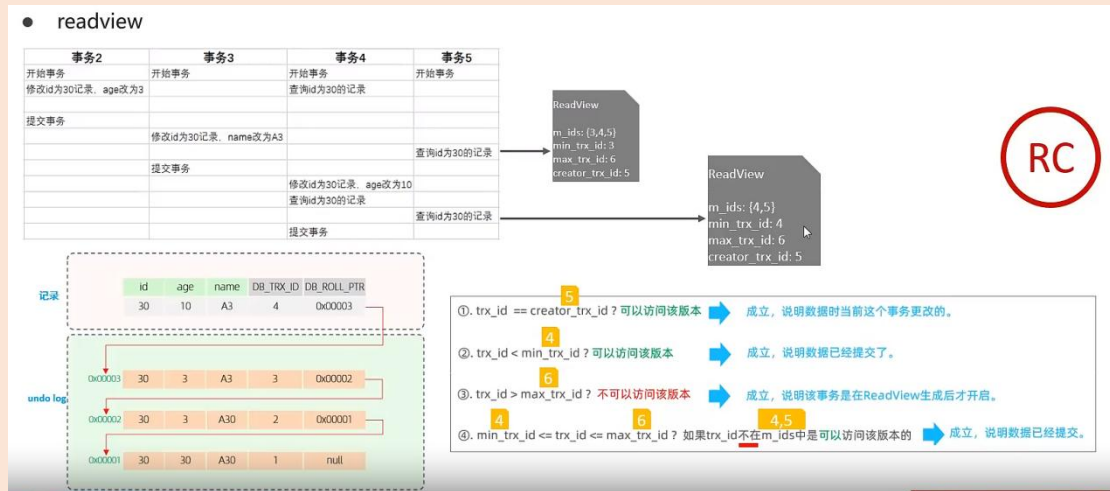 ● readview
事务2 事务3 事务4 事务5
开始事务 开始事务 开始事务 开始事务
修改id为30记录，age改为3 查询id为30的记录
提交事务
修改id为30记录，name改为A3
查询id为30的记录
提交事务
修改id为30记录，age改为10
查询id为30的记录
查询id为30的记录
提交事务
ReadView
m_ids: {3,4,5}
min_trx_id: 3
max_trx_id: 6
creator_trx_id: 5
ReadView
m_ids: {4,5}
min_trx_id: 4
max_trx_id: 6
creator_trx_id: 5
RC
记录
id age name DB_TRX_ID DB_ROLL_PTR
30 10 A3 4 0x00003
undo log
0x00003 30 3 A3 3 0x00002
0x00002 30 3 A30 2 0x00001
0x00001 30 30 A30 1 null
5
①. trx_id == creator_trx_id ? 可以访问该版本 成立，说明数据时当前这个事务更改的。
4
②. trx_id < min_trx_id ? 可以访问该版本 成立，说明数据已经提交了。
6
③. trx_id > max_trx_id ? 不可以访问该版本 成立，说明该事务是在ReadView生成后才开启。
4 6 4,5
④. min_trx_id <= trx_id <= max_trx_id ? 如果trx_id不在m_ids中是可以访问该版本的 成立，说明数据已经提交。